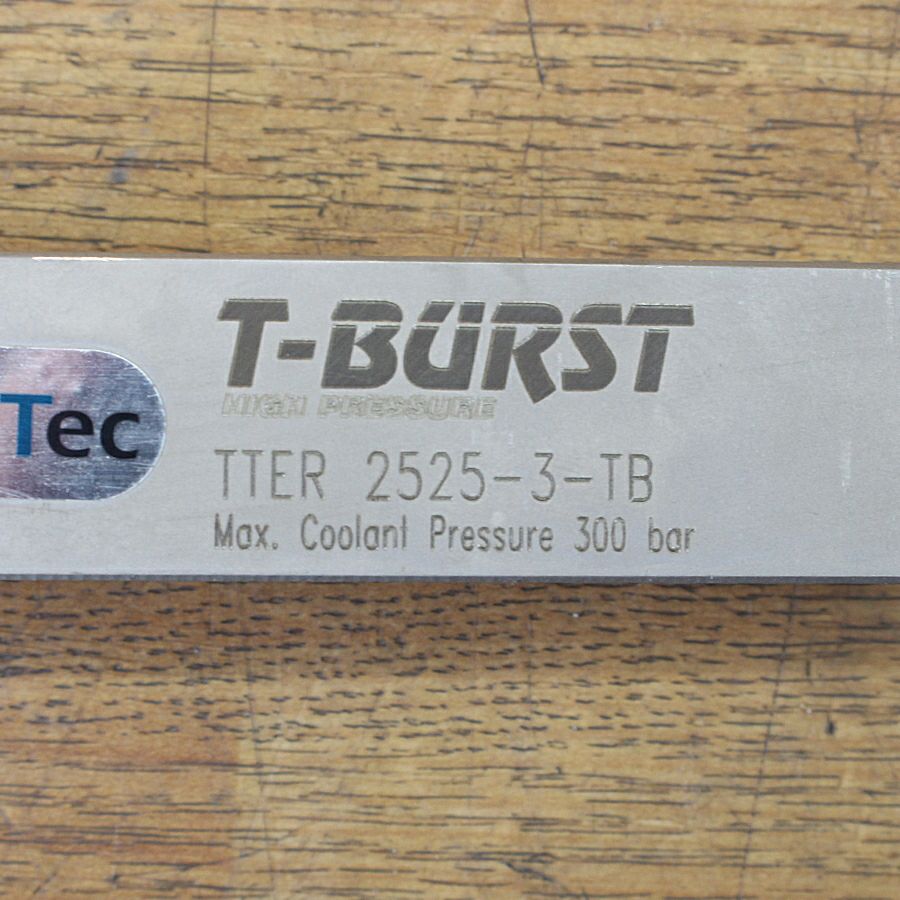 T-BURST
HIGH PRESSURE
Tec
TTER 2525-3-TB
Max. Coolant Pressure 300 bar